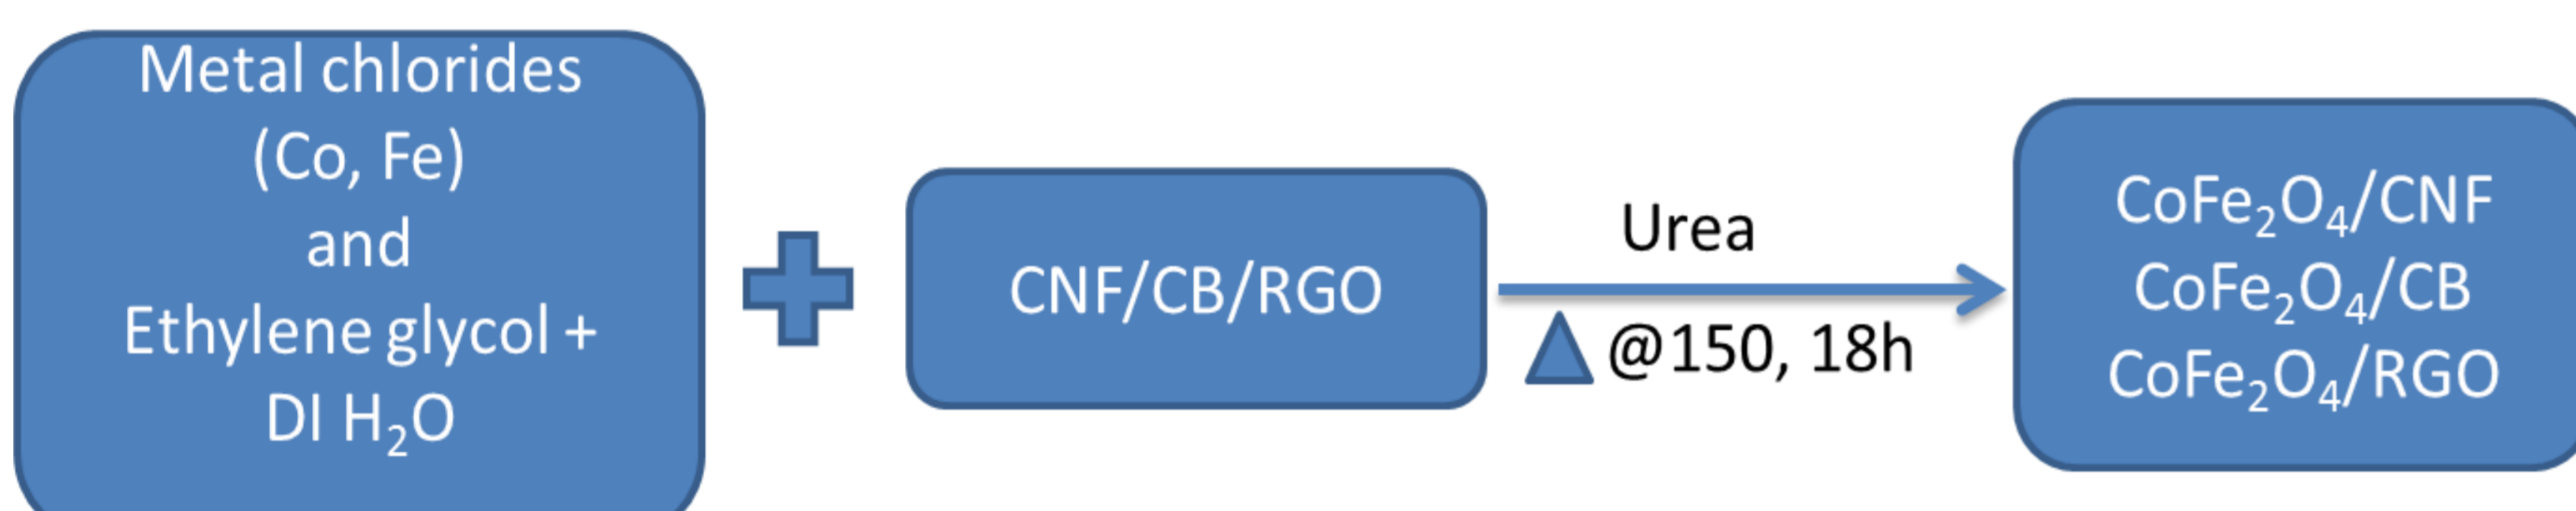 Metal chlorides
(Co, Fe)
and
Ethylene glycol +
DI H₂O
CNF/CB/RGO
Urea
@150, 18h
CoFe₂O₄/CNF
CoFe₂O₄/CB
CoFe₂O₄/RGO